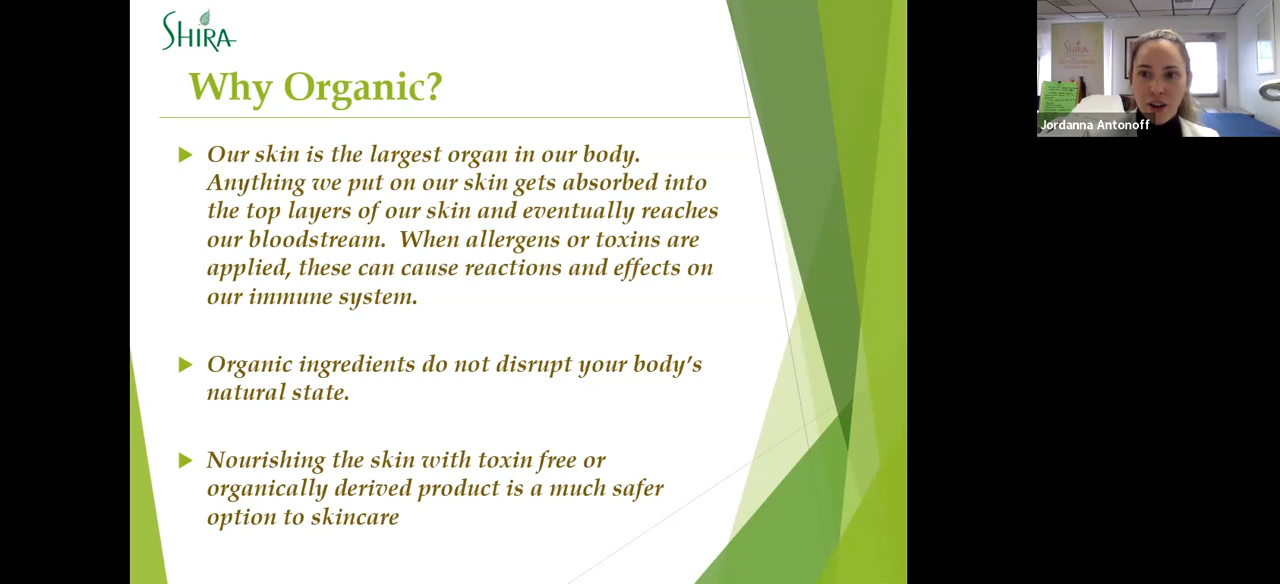 SHIRA
Why Organic?
Our skin is the largest organ in our body.
Anything we put on our skin gets absorbed into
the top layers of our skin and eventually reaches
our bloodstream. When allergens or toxins are
applied, these can cause reactions and effects on
our immune system.
Organic ingredients do not disrupt your body's
natural state.
Nourishing the skin with toxin free or
organically derived product is a much safer
option to skincare
SHIRA
Jordanna Antonoff